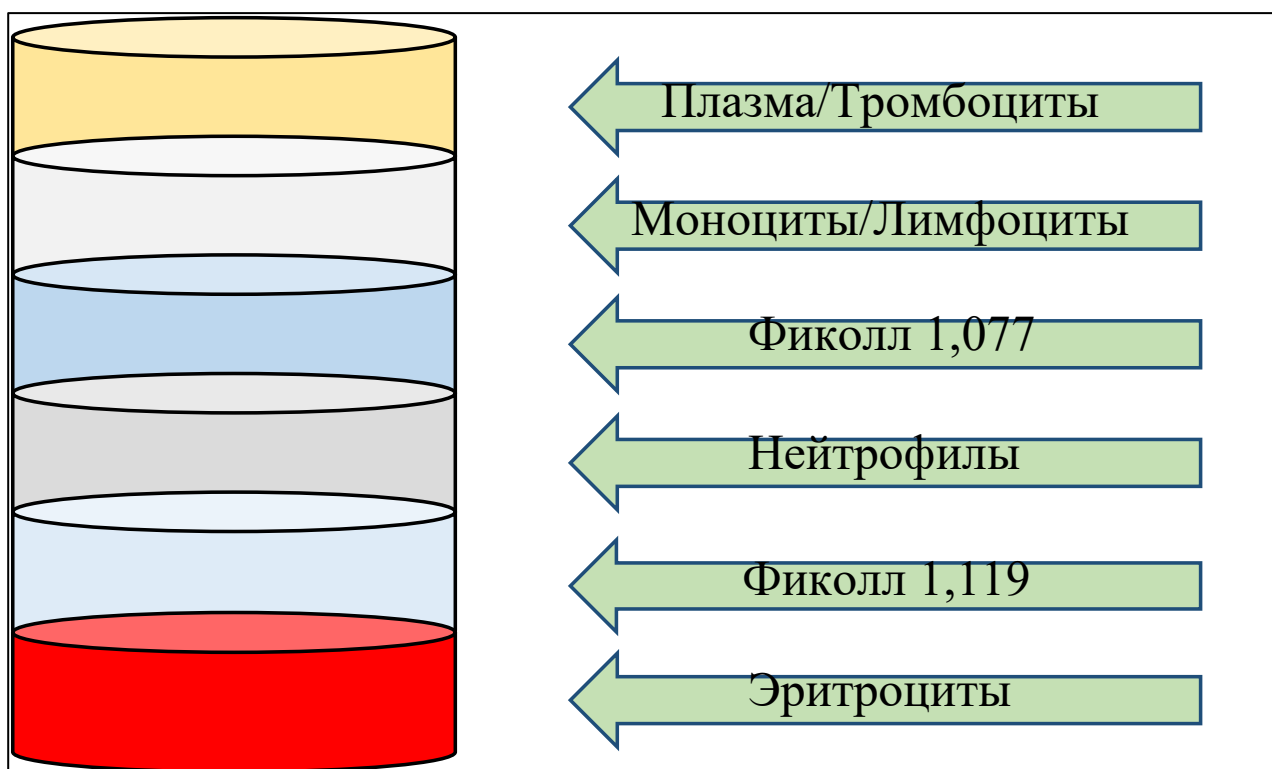 Плазма/Тромбоциты
Моноциты/Лимфоциты
Фиколл 1,077
Нейтрофилы
Фиколл 1,119
Эритроциты